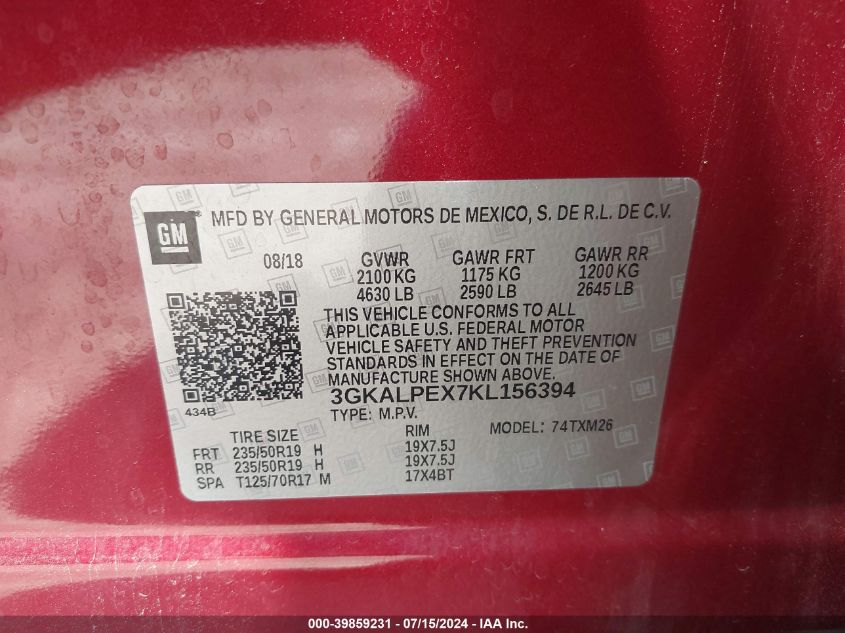 GM MFD BY GENERAL MOTORS DE MEXICO, S. DE R.L. DE C.V.
08/18 GVWR GAWR FRT GAWR RR
2100 KG 1175 KG 1200 KG
4630 LB 2590 LB 2645 LB
THIS VEHICLE CONFORMS TO ALL
APPLICABLE U.S. FEDERAL MOTOR
VEHICLE SAFETY AND THEFT PREVENTION
STANDARDS IN EFFECT ON THE DATE OF
MANUFACTURE SHOWN ABOVE.
434B
3GKALPEX7KL156394
TYPE: M.P.V.
TIRE SIZE RIM MODEL: 74TXM26
FRT 235/50R19 H 19X7.5J
RR 235/50R19 H 19X7.5J
SPA T125/70R17 M 17X4BT
000-39859231 - 07/15/2024 - IAA Inc.